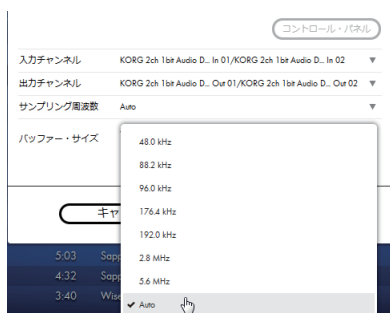 コントロール・パネル
入力チャンネル KORG 2ch 1bit Audio D... In 01/KORG 2ch 1bit Audio D... In 02
出力チャンネル KORG 2ch 1bit Audio D... Out 01/KORG 2ch 1bit Audio D... Out 02
サンプリング周波数 Auto
バッファー・サイズ
48.0 kHz
88.2 kHz
96.0 kHz
キャ 176.4 kHz
192.0 kHz
5:03 Sapp 2.8 MHz
4:32 Sapp 5.6 MHz
3:40 Wise ✔ Auto